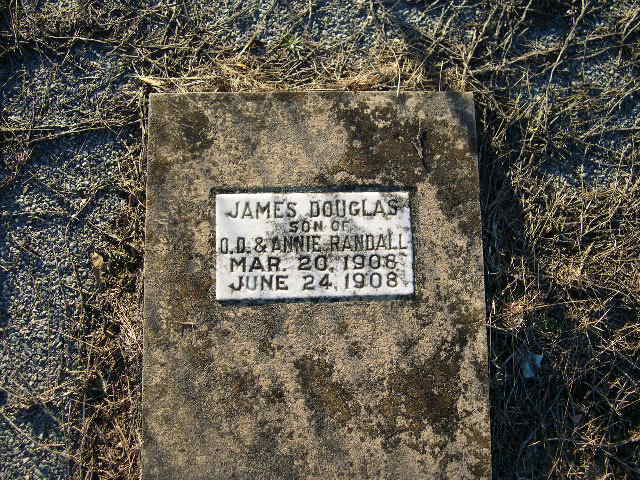 JAMES DOUGLAS
SON OF
O.D. & ANNIE RANDALL
MAR. 20, 1908
JUNE 24, 1908